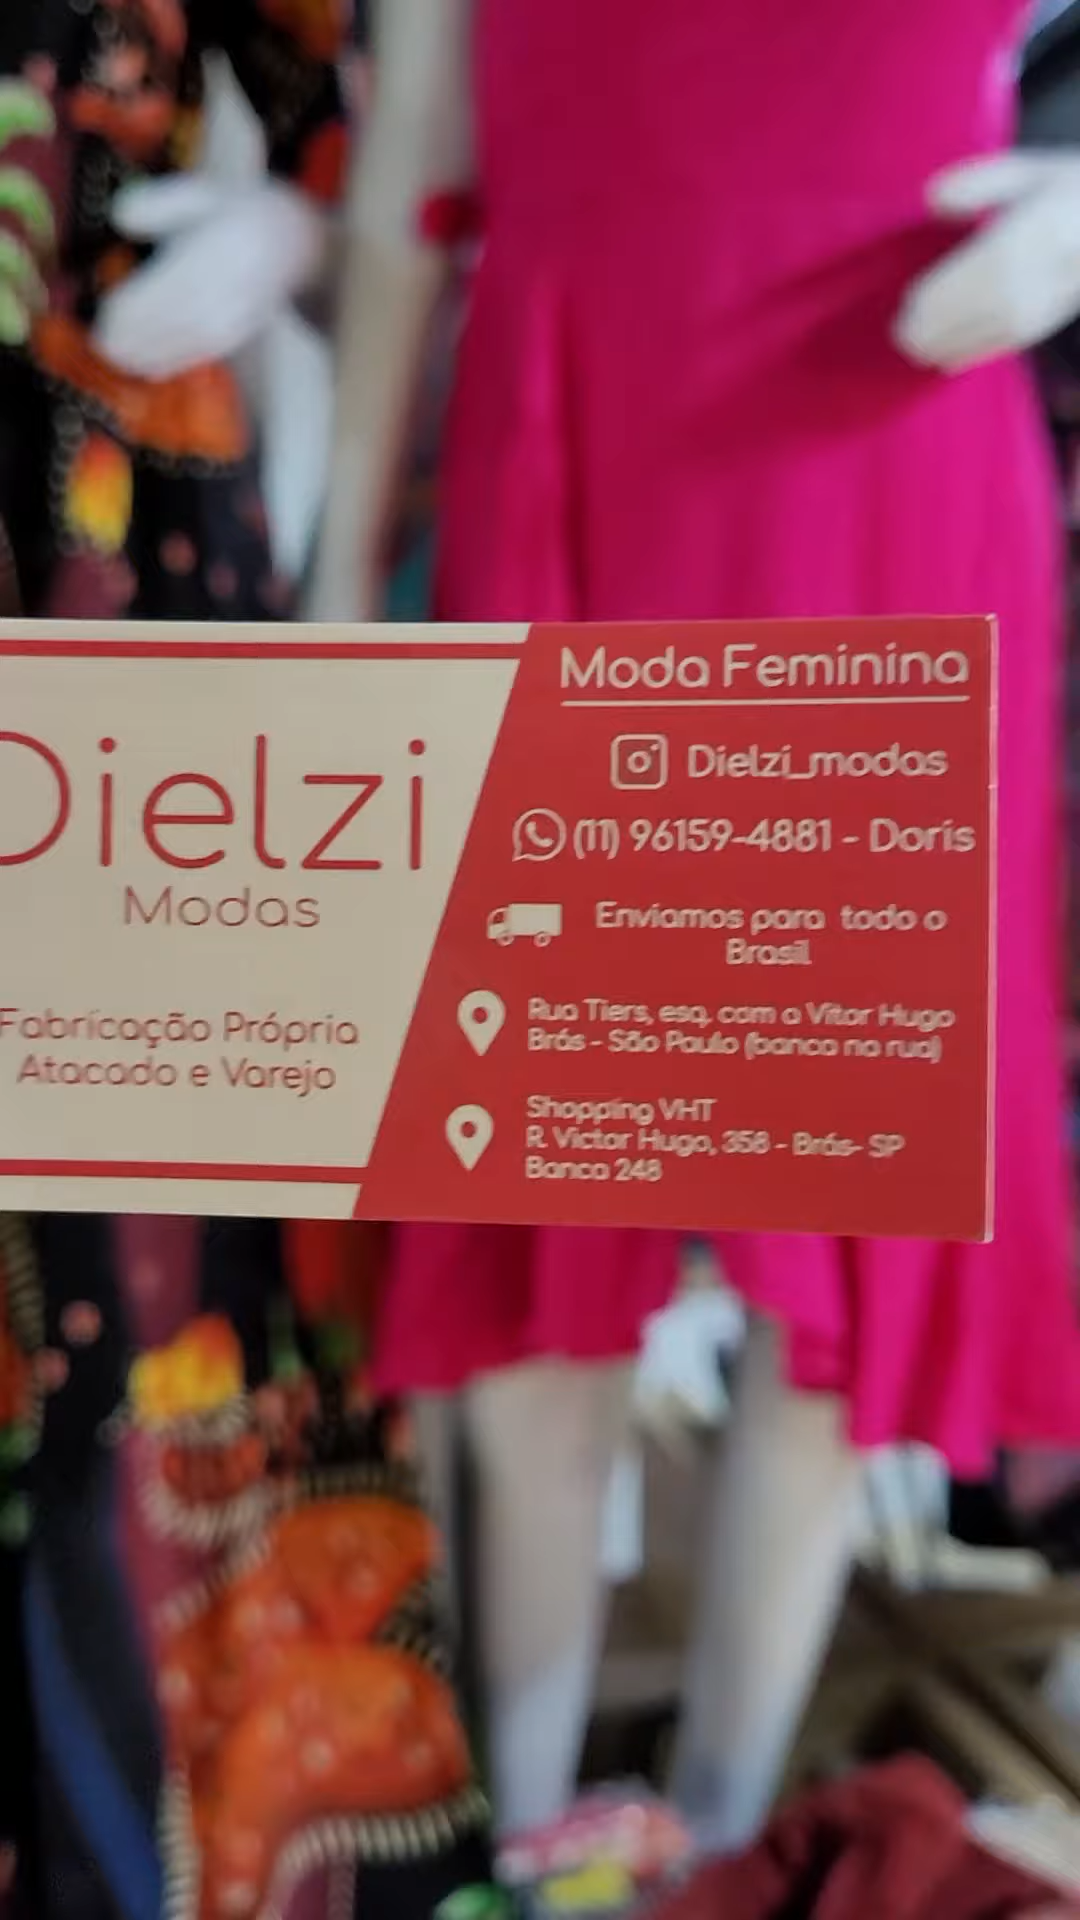 Dielzi
Modas
Fabricação Própria
Atacado e Varejo
Moda Feminina
Dielzi_modas
(11) 96159-4881 - Doris
Enviamos para todo o
Brasil
Rua Tiers, esq. com a Vitor Hugo
Brás - São Paulo (banca na rua)
Shopping VHT
R. Victor Hugo, 358 - Brás- SP
Banca 248